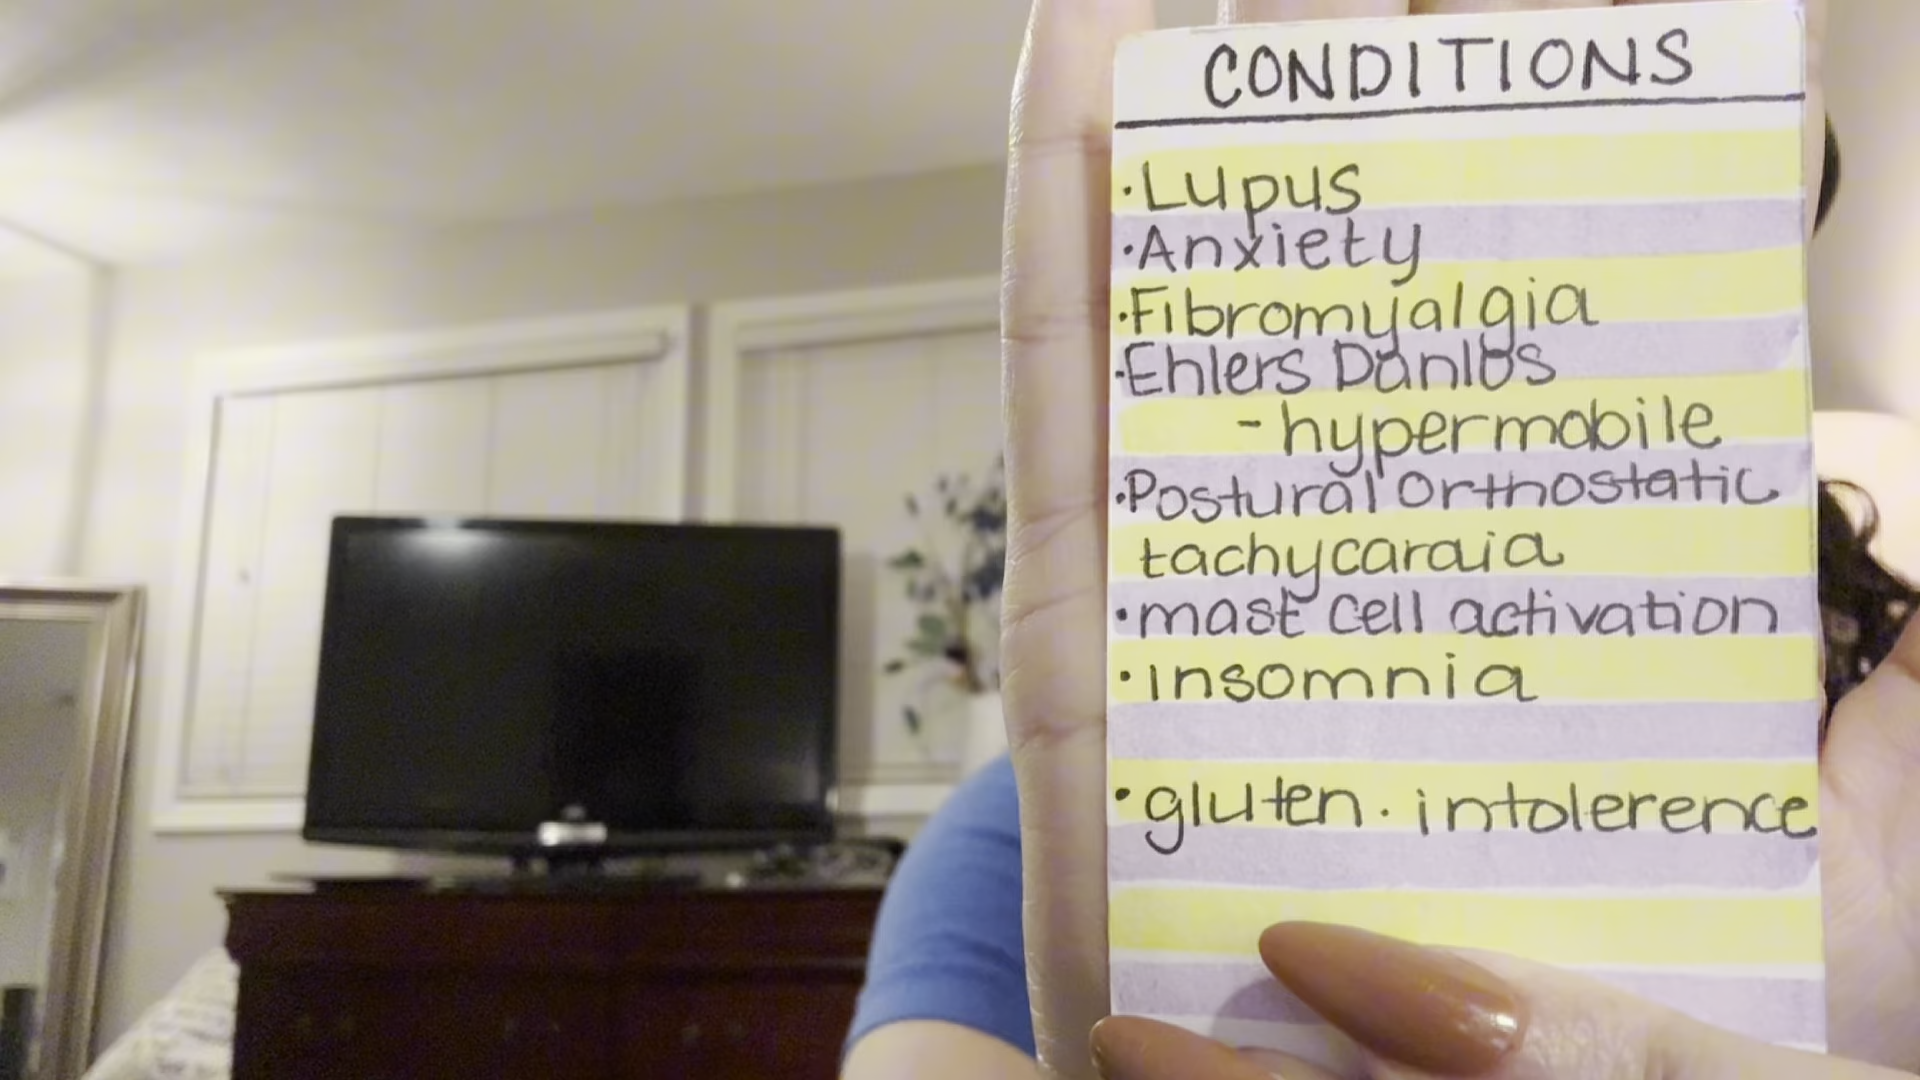 CONDITIONS
·Lupus
·Anxiety
·Fibromyalgia
·Ehlers Danlos
- hypermobile
·Postural Orthostatic
tachycardia
·mast cell activation
·insomnia
·gluten. intolerence